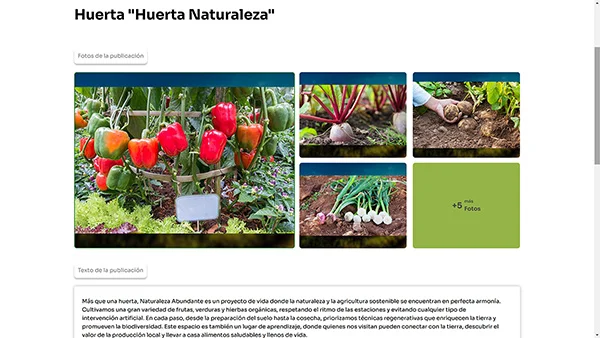 Huerta "Huerta Naturaleza"
Fotos de la publicación
+5 más
Fotos
Texto de la publicación
Más que una huerta, Naturaleza Abundante es un proyecto de vida donde la naturaleza y la agricultura sostenible se encuentran en perfecta armonía.
Cultivamos una gran variedad de frutas, verduras y hierbas orgánicas, respetando el ritmo de las estaciones y evitando cualquier tipo de
intervención artificial. En cada paso, desde la preparación del suelo hasta la cosecha, priorizamos técnicas regenerativas que enriquecen la tierra y
promueven la biodiversidad. Este espacio es también un lugar de aprendizaje, donde quienes nos visitan pueden conectar con la tierra, descubrir el
valor de la producción local y llevar a casa alimentos saludables y llenos de vida.